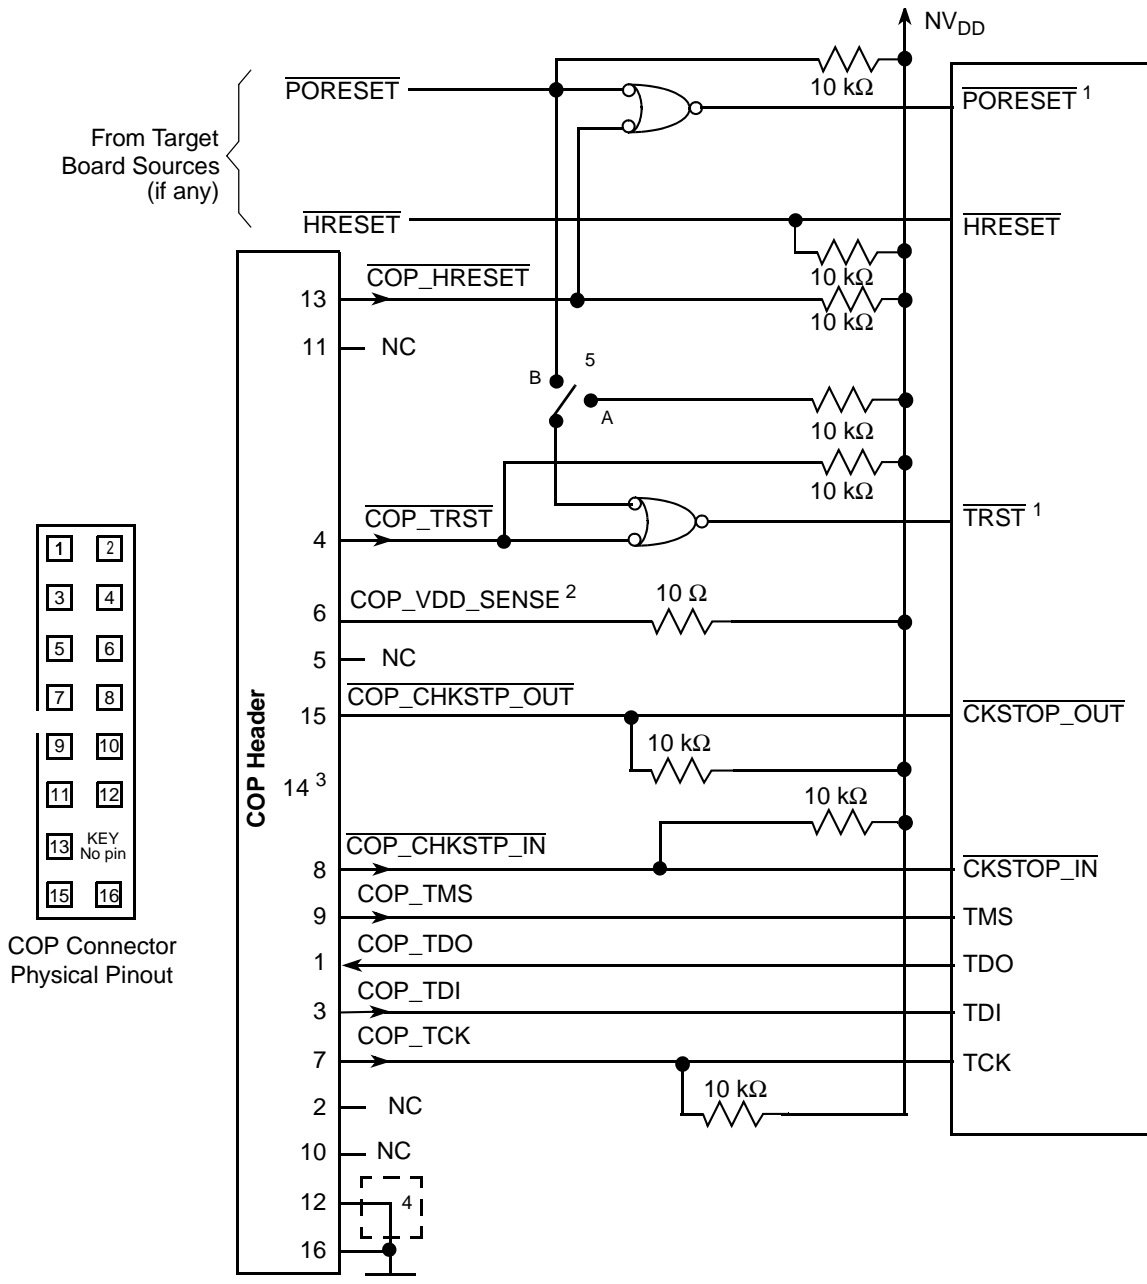 NVDD
10 kΩ
PORESET
PORESET 1
From Target
Board Sources
(if any)
HRESET
HRESET
10 kΩ
COP_HRESET
13
10 kΩ
11 NC
5
B
A
10 kΩ
10 kΩ
COP_TRST
4
TRST 1
COP_VDD_SENSE 2
10 Ω
6
5 NC
COP_CHKSTP_OUT
15
CKSTOP_OUT
10 kΩ
COP Header
14 3
10 kΩ
COP_CHKSTP_IN
8
CKSTOP_IN
COP_TMS
9
TMS
COP_TDO
1
TDO
COP_TDI
3
TDI
COP_TCK
7
TCK
10 kΩ
2 NC
10 NC
12
4
16
1 2
3 4
5 6
7 8
9 10
11 12
13 KEY
No pin
15 16
COP Connector
Physical Pinout